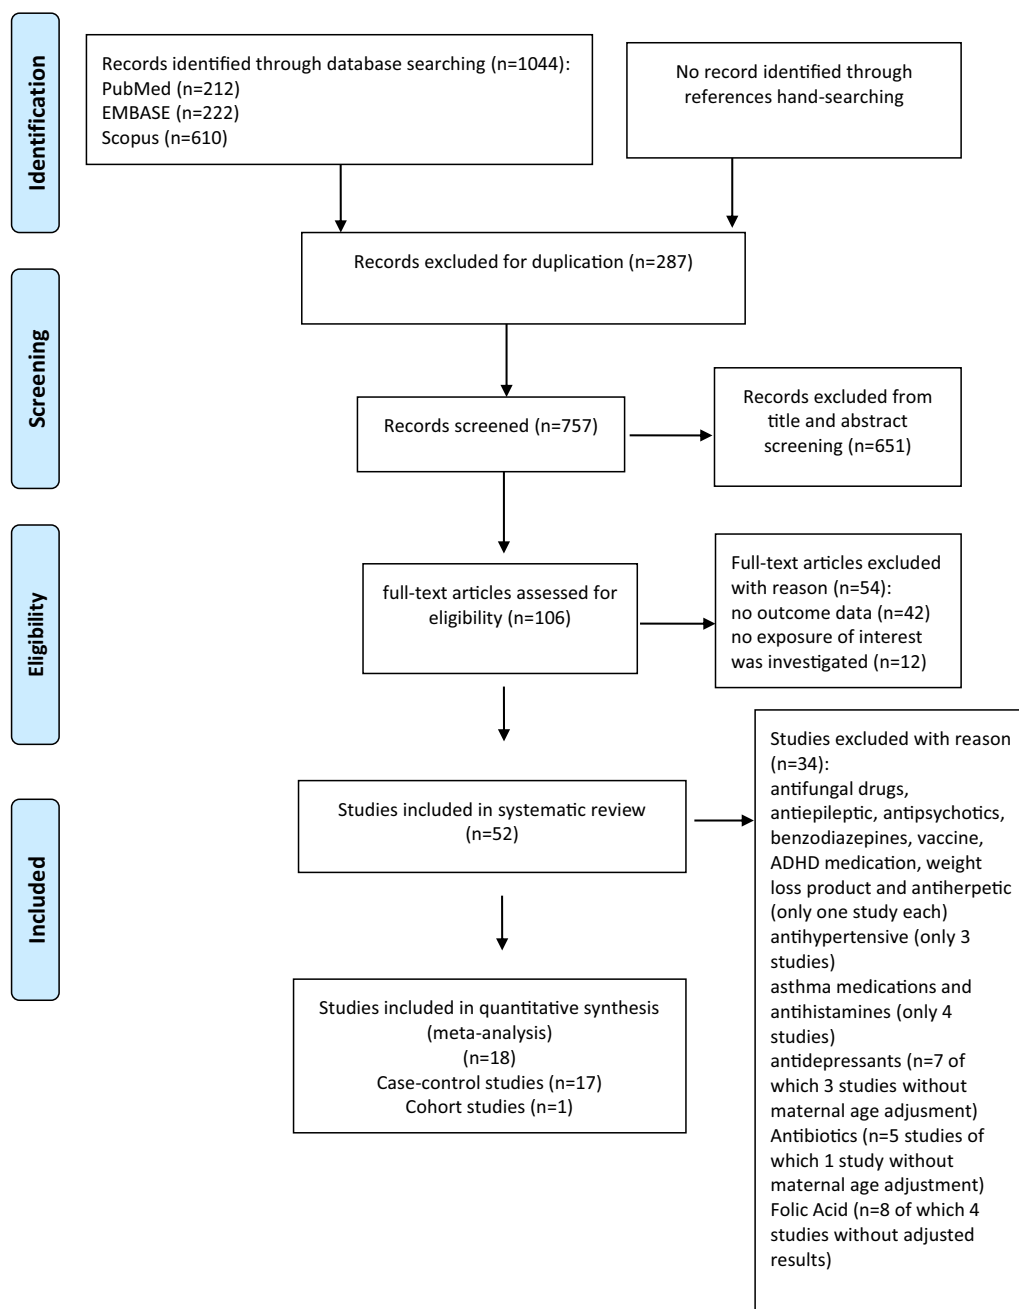 Identification
Records identified through database searching (n=1044):
PubMed (n=212)
EMBASE (n=222)
Scopus (n=610)
No record identified through
references hand-searching
Records excluded for duplication (n=287)
Screening
Records screened (n=757)
Records excluded from
title and abstract
screening (n=651)
Eligibility
full-text articles assessed for
eligibility (n=106)
Full-text articles excluded
with reason (n=54):
no outcome data (n=42)
no exposure of interest
was investigated (n=12)
Included
Studies included in systematic review
(n=52)
Studies excluded with reason
(n=34):
antifungal drugs,
antiepileptic, antipsychotics,
benzodiazepines, vaccine,
ADHD medication, weight
loss product and antiherpetic
(only one study each)
antihypertensive (only 3
studies)
asthma medications and
antihistamines (only 4
studies)
antidepressants (n=7 of
which 3 studies without
maternal age adjusment)
Antibiotics (n=5 studies of
which 1 study without
maternal age adjustment)
Folic Acid (n=8 of which 4
studies without adjusted
results)
Studies included in quantitative synthesis
(meta-analysis)
(n=18)
Case-control studies (n=17)
Cohort studies (n=1)